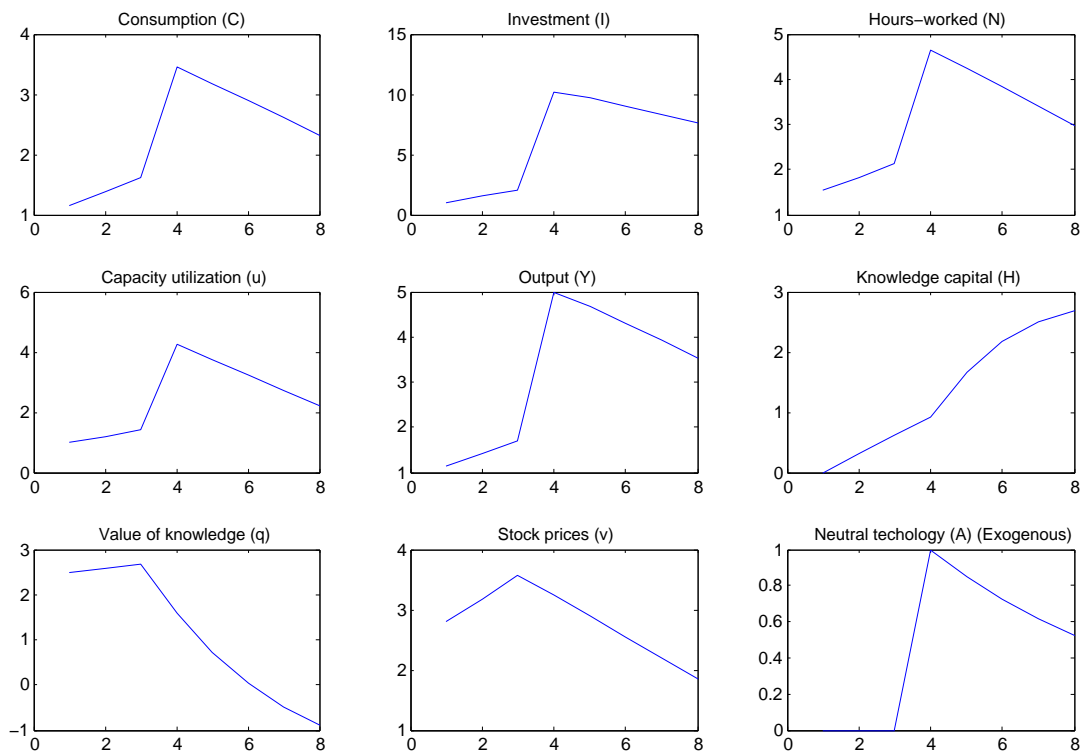 Consumption (C)
4
3
2
1
0 2 4 6 8
Investment (I)
15
10
5
0
0 2 4 6 8
Hours−worked (N)
5
4
3
2
1
0 2 4 6 8
Capacity utilization (u)
6
4
2
0
0 2 4 6 8
Output (Y)
5
4
3
2
1
0 2 4 6 8
Knowledge capital (H)
3
2
1
0
0 2 4 6 8
Value of knowledge (q)
3
2
1
0
−1
0 2 4 6 8
Stock prices (v)
4
3
2
1
0 2 4 6 8
Neutral techology (A) (Exogenous)
1
0.8
0.6
0.4
0.2
0
0 2 4 6 8